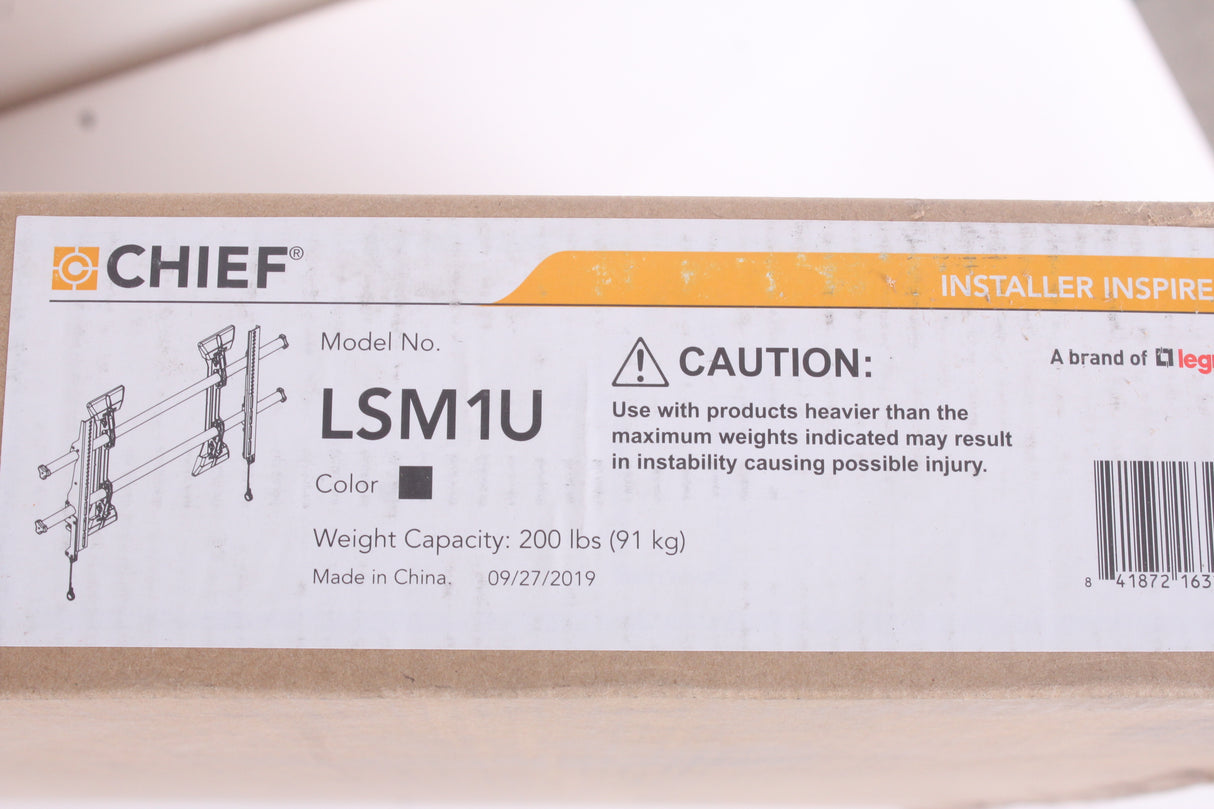 CHIEF®
INSTALLER INSPIRE
Model No.
LSM1U
Color
Weight Capacity: 200 lbs (91 kg)
Made in China. 09/27/2019
CAUTION:
Use with products heavier than the
maximum weights indicated may result
in instability causing possible injury.
A brand of leg
8 41872 163